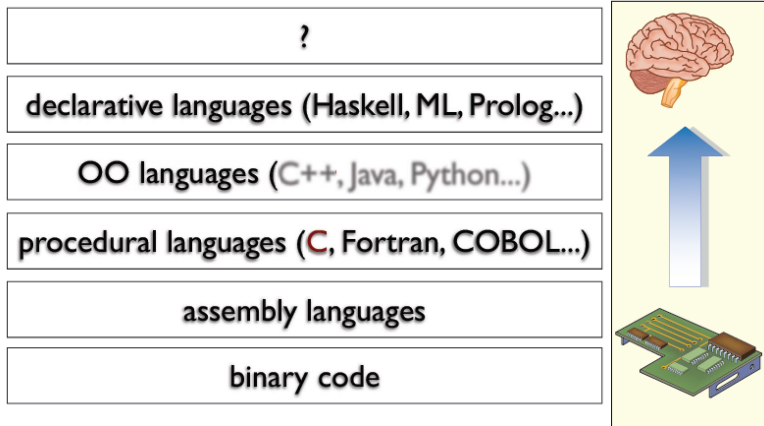 ?
declarative languages (Haskell, ML, Prolog...)
OO languages (C++, Java, Python...)
procedural languages (C, Fortran, COBOL...)
assembly languages
binary code